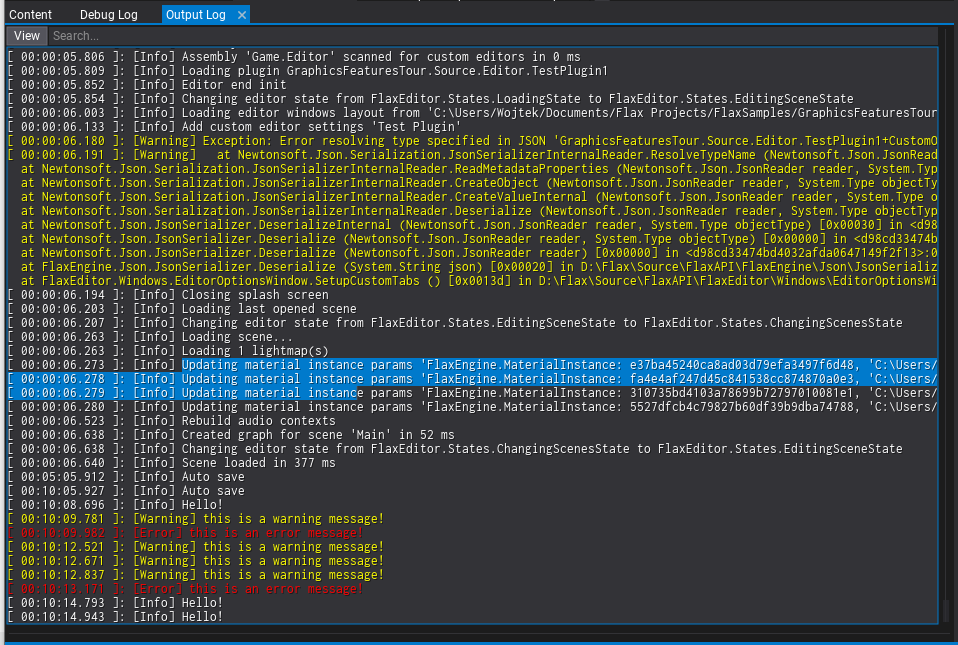 Content Debug Log Output Log ×
View Search...
[ 00:00:05.806 ]: [Info] Assembly 'Game.Editor' scanned for custom editors in 0 ms
[ 00:00:05.809 ]: [Info] Loading plugin GraphicsFeaturesTour.Source.Editor.TestPlugin1
[ 00:00:05.852 ]: [Info] Editor end init
[ 00:00:05.854 ]: [Info] Changing editor state from FlaxEditor.States.LoadingState to FlaxEditor.States.EditingSceneState
[ 00:00:06.003 ]: [Info] Loading editor windows layout from 'C:\Users/Wojtek/Documents/Flax Projects/FlaxSamples/GraphicsFeaturesTour
[ 00:00:06.133 ]: [Info] Add custom editor settings 'Test Plugin'
[ 00:00:06.180 ]: [Warning] Exception: Error resolving type specified in JSON 'GraphicsFeaturesTour.Source.Editor.TestPlugin1+CustomO
[ 00:00:06.191 ]: [Warning]   at Newtonsoft.Json.Serialization.JsonSerializerInternalReader.ResolveTypeName (Newtonsoft.Json.JsonRead
at Newtonsoft.Json.Serialization.JsonSerializerInternalReader.ReadMetadataProperties (Newtonsoft.Json.JsonReader reader, System.Typ
at Newtonsoft.Json.Serialization.JsonSerializerInternalReader.CreateObject (Newtonsoft.Json.JsonReader reader, System.Type objectTy
at Newtonsoft.Json.Serialization.JsonSerializerInternalReader.CreateValueInternal (Newtonsoft.Json.JsonReader reader, System.Type o
at Newtonsoft.Json.Serialization.JsonSerializerInternalReader.Deserialize (Newtonsoft.Json.JsonReader reader, System.Type objectTyp
at Newtonsoft.Json.JsonSerializer.DeserializeInternal (Newtonsoft.Json.JsonReader reader, System.Type objectType) [0x00030] in <d98
at Newtonsoft.Json.JsonSerializer.Deserialize (Newtonsoft.Json.JsonReader reader, System.Type objectType) [0x00000] in <d98cd33474b
at Newtonsoft.Json.JsonSerializer.Deserialize (Newtonsoft.Json.JsonReader reader) [0x00000] in <d98cd33474bd4032afda0647149f2f13>:0
at FlaxEngine.Json.JsonSerializer.Deserialize (System.String json) [0x00020] in D:\Flax\Source\FlaxAPI\FlaxEngine\Json\JsonSerializ
at FlaxEditor.Windows.EditorOptionsWindow.SetupCustomTabs () [0x0013d] in D:\Flax\Source\FlaxAPI\FlaxEditor\Windows\EditorOptionsWi
[ 00:00:06.194 ]: [Info] Closing splash screen
[ 00:00:06.203 ]: [Info] Loading last opened scene
[ 00:00:06.207 ]: [Info] Changing editor state from FlaxEditor.States.EditingSceneState to FlaxEditor.States.ChangingScenesState
[ 00:00:06.263 ]: [Info] Loading scene...
[ 00:00:06.263 ]: [Info] Loading 1 lightmap(s)
[ 00:00:06.273 ]: [Info] Updating material instance params 'FlaxEngine.MaterialInstance: e37ba45240ca8ad03d79efa3497f6d48, 'C:\Users/
[ 00:00:06.278 ]: [Info] Updating material instance params 'FlaxEngine.MaterialInstance: fa4e4af247d45c841538cc874870a0e3, 'C:\Users/
[ 00:00:06.279 ]: [Info] Updating material instance params 'FlaxEngine.MaterialInstance: 310735bd4103a78699b72797010081e1, 'C:\Users/
[ 00:00:06.280 ]: [Info] Updating material instance params 'FlaxEngine.MaterialInstance: 5527dfcb4c79827b60df39b9dba74788, 'C:\Users/
[ 00:00:06.523 ]: [Info] Rebuild audio contexts
[ 00:00:06.638 ]: [Info] Created graph for scene 'Main' in 52 ms
[ 00:00:06.638 ]: [Info] Changing editor state from FlaxEditor.States.ChangingScenesState to FlaxEditor.States.EditingSceneState
[ 00:00:06.640 ]: [Info] Scene loaded in 377 ms
[ 00:05:05.912 ]: [Info] Auto save
[ 00:10:05.927 ]: [Info] Auto save
[ 00:10:08.696 ]: [Info] Hello!
[ 00:10:09.781 ]: [Warning] this is a warning message!
[ 00:10:09.982 ]: [Error] this is an error message!
[ 00:10:12.521 ]: [Warning] this is a warning message!
[ 00:10:12.671 ]: [Warning] this is a warning message!
[ 00:10:12.837 ]: [Warning] this is a warning message!
[ 00:10:13.171 ]: [Error] this is an error message!
[ 00:10:14.793 ]: [Info] Hello!
[ 00:10:14.943 ]: [Info] Hello!